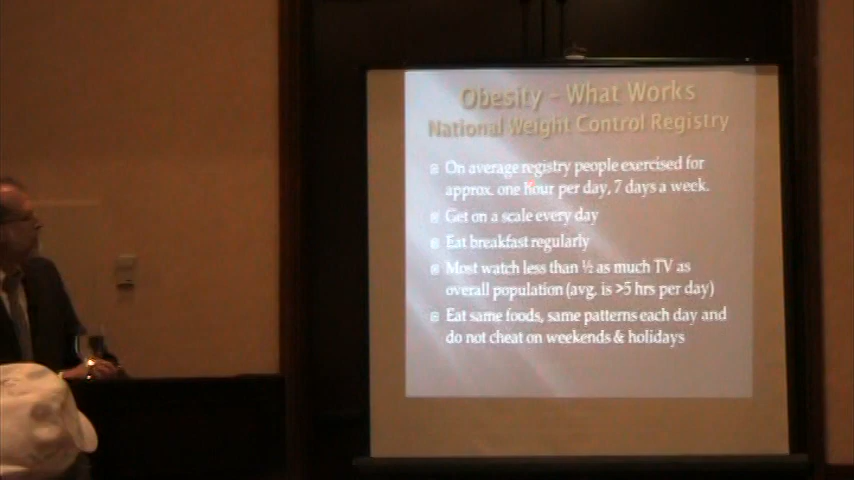 Obesity – What Works
National Weight Control Registry
On average registry people exercised for
approx. one hour per day, 7 days a week.
Get on a scale every day
Eat breakfast regularly
Most watch less than ½ as much TV as
overall population (avg. is >5 hrs per day)
Eat same foods, same patterns each day and
do not cheat on weekends & holidays